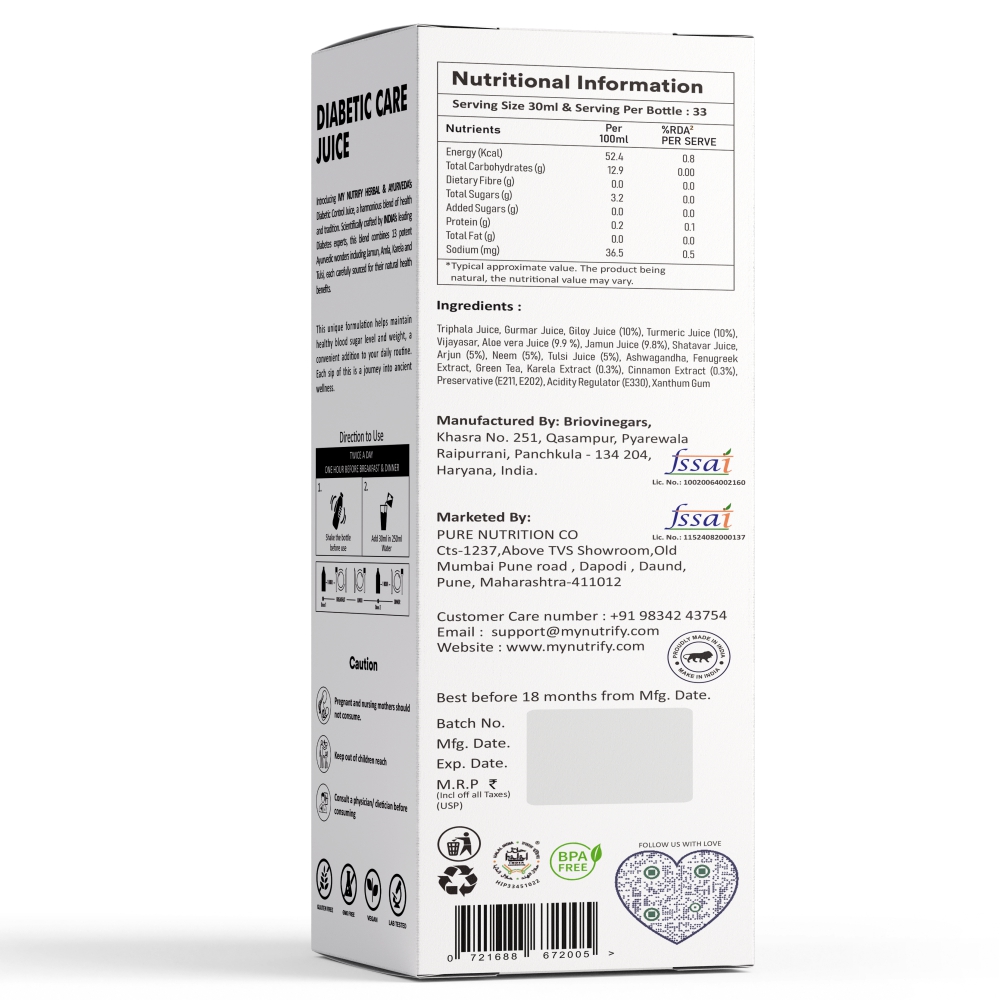 DIABETIC CARE
JUICE
Introducing MY NUTRIFY HERBAL & AYURVEDA's
Diabetic Control Juice, a harmonious blend of health
and tradition. Scientifically crafted by INDIA's leading
Diabetes experts, this blend combines 13 potent
Ayurvedic wonders including Jamun, Amla, Karela and
Tulsi, each carefully sourced for their natural health
benefits.
This unique formulation helps maintain
healthy blood sugar level and weight, a
convenient addition to your daily routine.
Each sip of this is a journey into ancient
wellness.
Direction to Use
TWICE A DAY
ONE HOUR BEFORE BREAKFAST & DINNER
1.
Shake the bottle
before use
2.
Add 30ml in 250ml
Water
Caution
Pregnant and nursing mothers should
not consume.
Keep out of children reach
Consult a physician/ dietician before
consuming
GLUTEN FREE
GMO FREE
VEGAN
LAB TESTED
Nutritional Information
Serving Size 30ml & Serving Per Bottle : 33
Nutrients Per 100ml %RDA² PER SERVE
Energy (Kcal) 52.4 0.8
Total Carbohydrates (g) 12.9 0.00
Dietary Fibre (g) 0.0 0.0
Total Sugars (g) 3.2 0.0
Added Sugars (g) 0.0 0.0
Protein (g) 0.2 0.1
Total Fat (g) 0.0 0.0
Sodium (mg) 36.5 0.5
*Typical approximate value. The product being
natural, the nutritional value may vary.
Ingredients :
Triphala Juice, Gurmar Juice, Giloy Juice (10%), Turmeric Juice (10%),
Vijayasar, Aloe vera Juice (9.9 %), Jamun Juice (9.8%), Shatavar Juice,
Arjun (5%), Neem (5%), Tulsi Juice (5%), Ashwagandha, Fenugreek
Extract, Green Tea, Karela Extract (0.3%), Cinnamon Extract (0.3%),
Preservative (E211, E202), Acidity Regulator (E330), Xanthum Gum
Manufactured By: Briovinegars,
Khasra No. 251, Qasampur, Pyarewala
Raipurrani, Panchkula - 134 204,
Haryana, India.
fssai
Lic. No.: 10020064002160
Marketed By:
PURE NUTRITION CO
Cts-1237,Above TVS Showroom,Old
Mumbai Pune road , Dapodi , Daund,
Pune, Maharashtra-411012
fssai
Lic. No.: 11524082000137
Customer Care number : +91 98342 43754
Email : support@mynutrify.com
Website : www.mynutrify.com
PROUDLY MADE IN INDIA
MAKE IN INDIA
Best before 18 months from Mfg. Date.
Batch No.
Mfg. Date.
Exp. Date.
M.R.P ₹
(Incl off all Taxes)
(USP)
BPA
FREE
FOLLOW US WITH LOVE
0 721688 672005 >